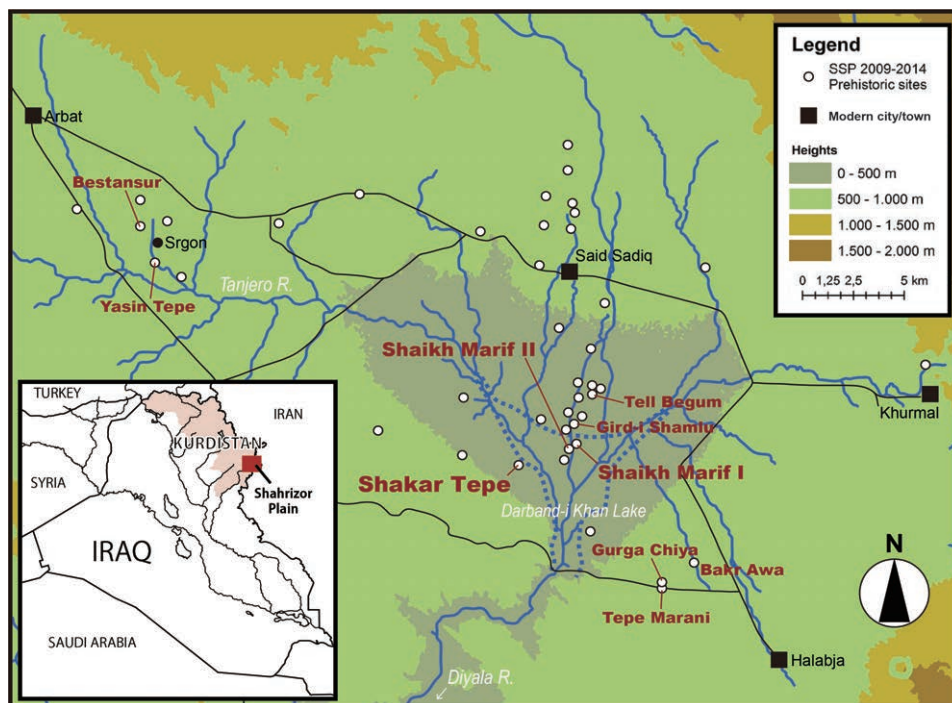 Legend
SSP 2009-2014
Prehistoric sites
Modern city/town
Heights
0 - 500 m
500 - 1.000 m
1.000 - 1.500 m
1.500 - 2.000 m
0 1,25 2,5 5 km
Arbat
Bestansur
Srgon
Yasin Tepe
Tanjero R.
Said Sadiq
Shaikh Marif II
Tell Begum
Gird-i Shamlu
Khurmal
Shaikh Marif I
Shakar Tepe
Darband-i Khan Lake
Gurga Chiya
Bakr Awa
Tepe Marani
N
Halabja
Diyala R.
TURKEY
IRAN
KURDISTAN
SYRIA
Shahrizor
Plain
IRAQ
SAUDI ARABIA